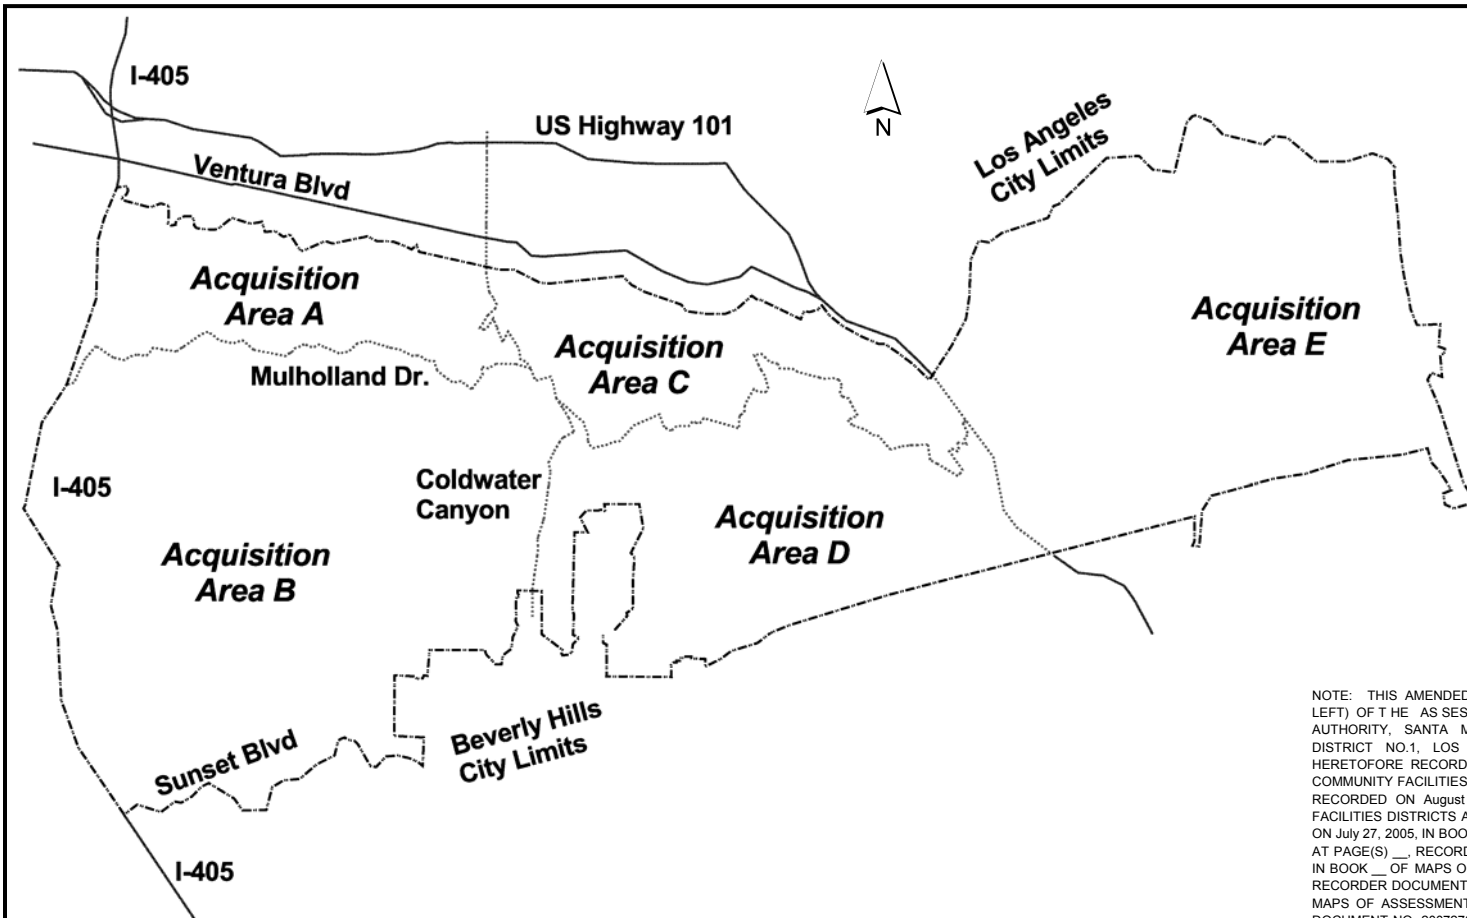 I-405
US Highway 101
N
Los Angeles
City Limits
Ventura Blvd
Acquisition
Area A
Acquisition
Area E
Acquisition
Area C
Mulholland Dr.
I-405
Coldwater
Canyon
Acquisition
Area D
Acquisition
Area B
Beverly Hills
City Limits
Sunset Blvd
I-405
NOTE: THIS AMENDED
LEFT) OF T HE AS SES
AUTHORITY, SANTA M
DISTRICT NO.1, LOS
HERETOFORE RECORD
COMMUNITY FACILITIES
RECORDED ON August
FACILITIES DISTRICTS A
ON July 27, 2005, IN BOO
AT PAGE(S) __, RECORD
IN BOOK __ OF MAPS O
RECORDER DOCUMENT
MAPS OF ASSESSMENT